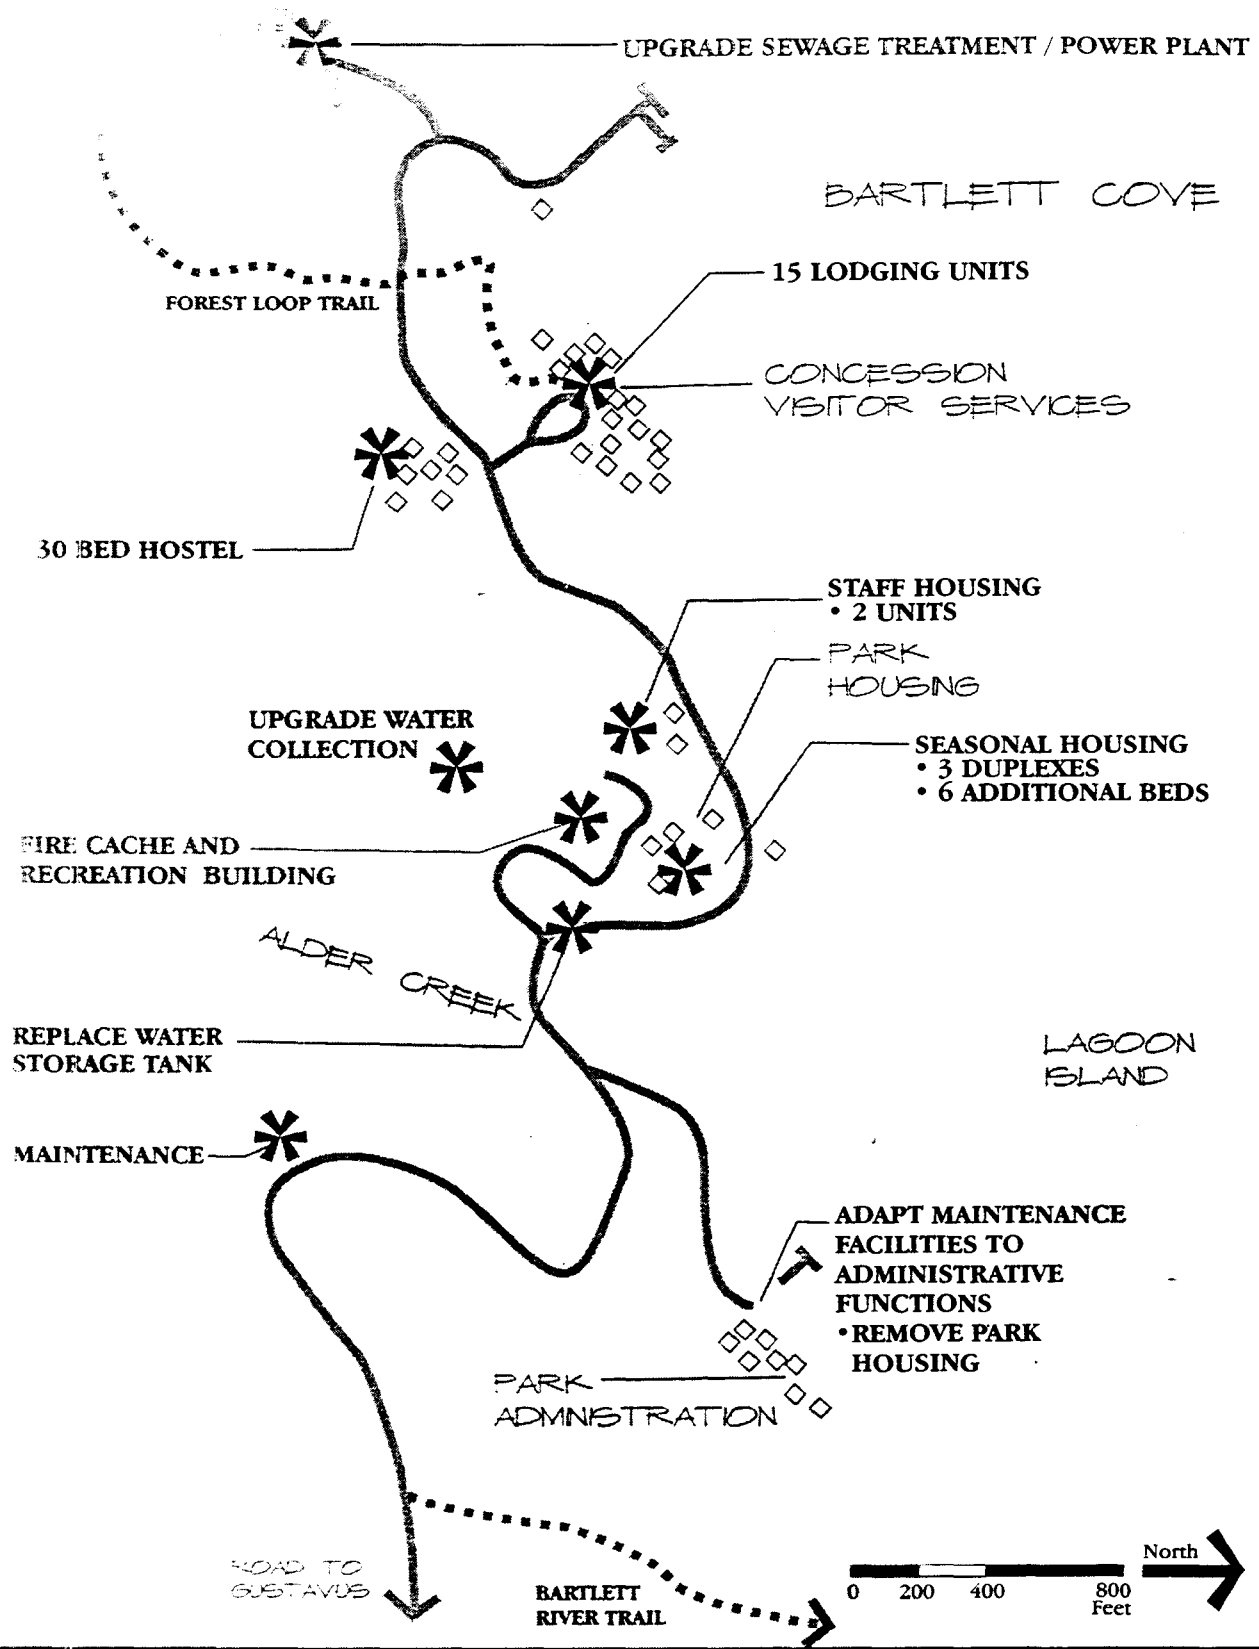 UPGRADE SEWAGE TREATMENT / POWER PLANT
BARTLETT COVE
15 LODGING UNITS
FOREST LOOP TRAIL
CONCESSION
VISITOR SERVICES
30 BED HOSTEL
STAFF HOUSING
• 2 UNITS
PARK
HOUSING
UPGRADE WATER
COLLECTION
SEASONAL HOUSING
• 3 DUPLEXES
• 6 ADDITIONAL BEDS
FIRE CACHE AND
RECREATION BUILDING
ALDER CREEK
REPLACE WATER
STORAGE TANK
LAGOON
ISLAND
MAINTENANCE
ADAPT MAINTENANCE
FACILITIES TO
ADMINISTRATIVE
FUNCTIONS
• REMOVE PARK
HOUSING
PARK
ADMINISTRATION
ROAD TO
GUSTAVUS
BARTLETT
RIVER TRAIL
North
0 200 400 800
Feet